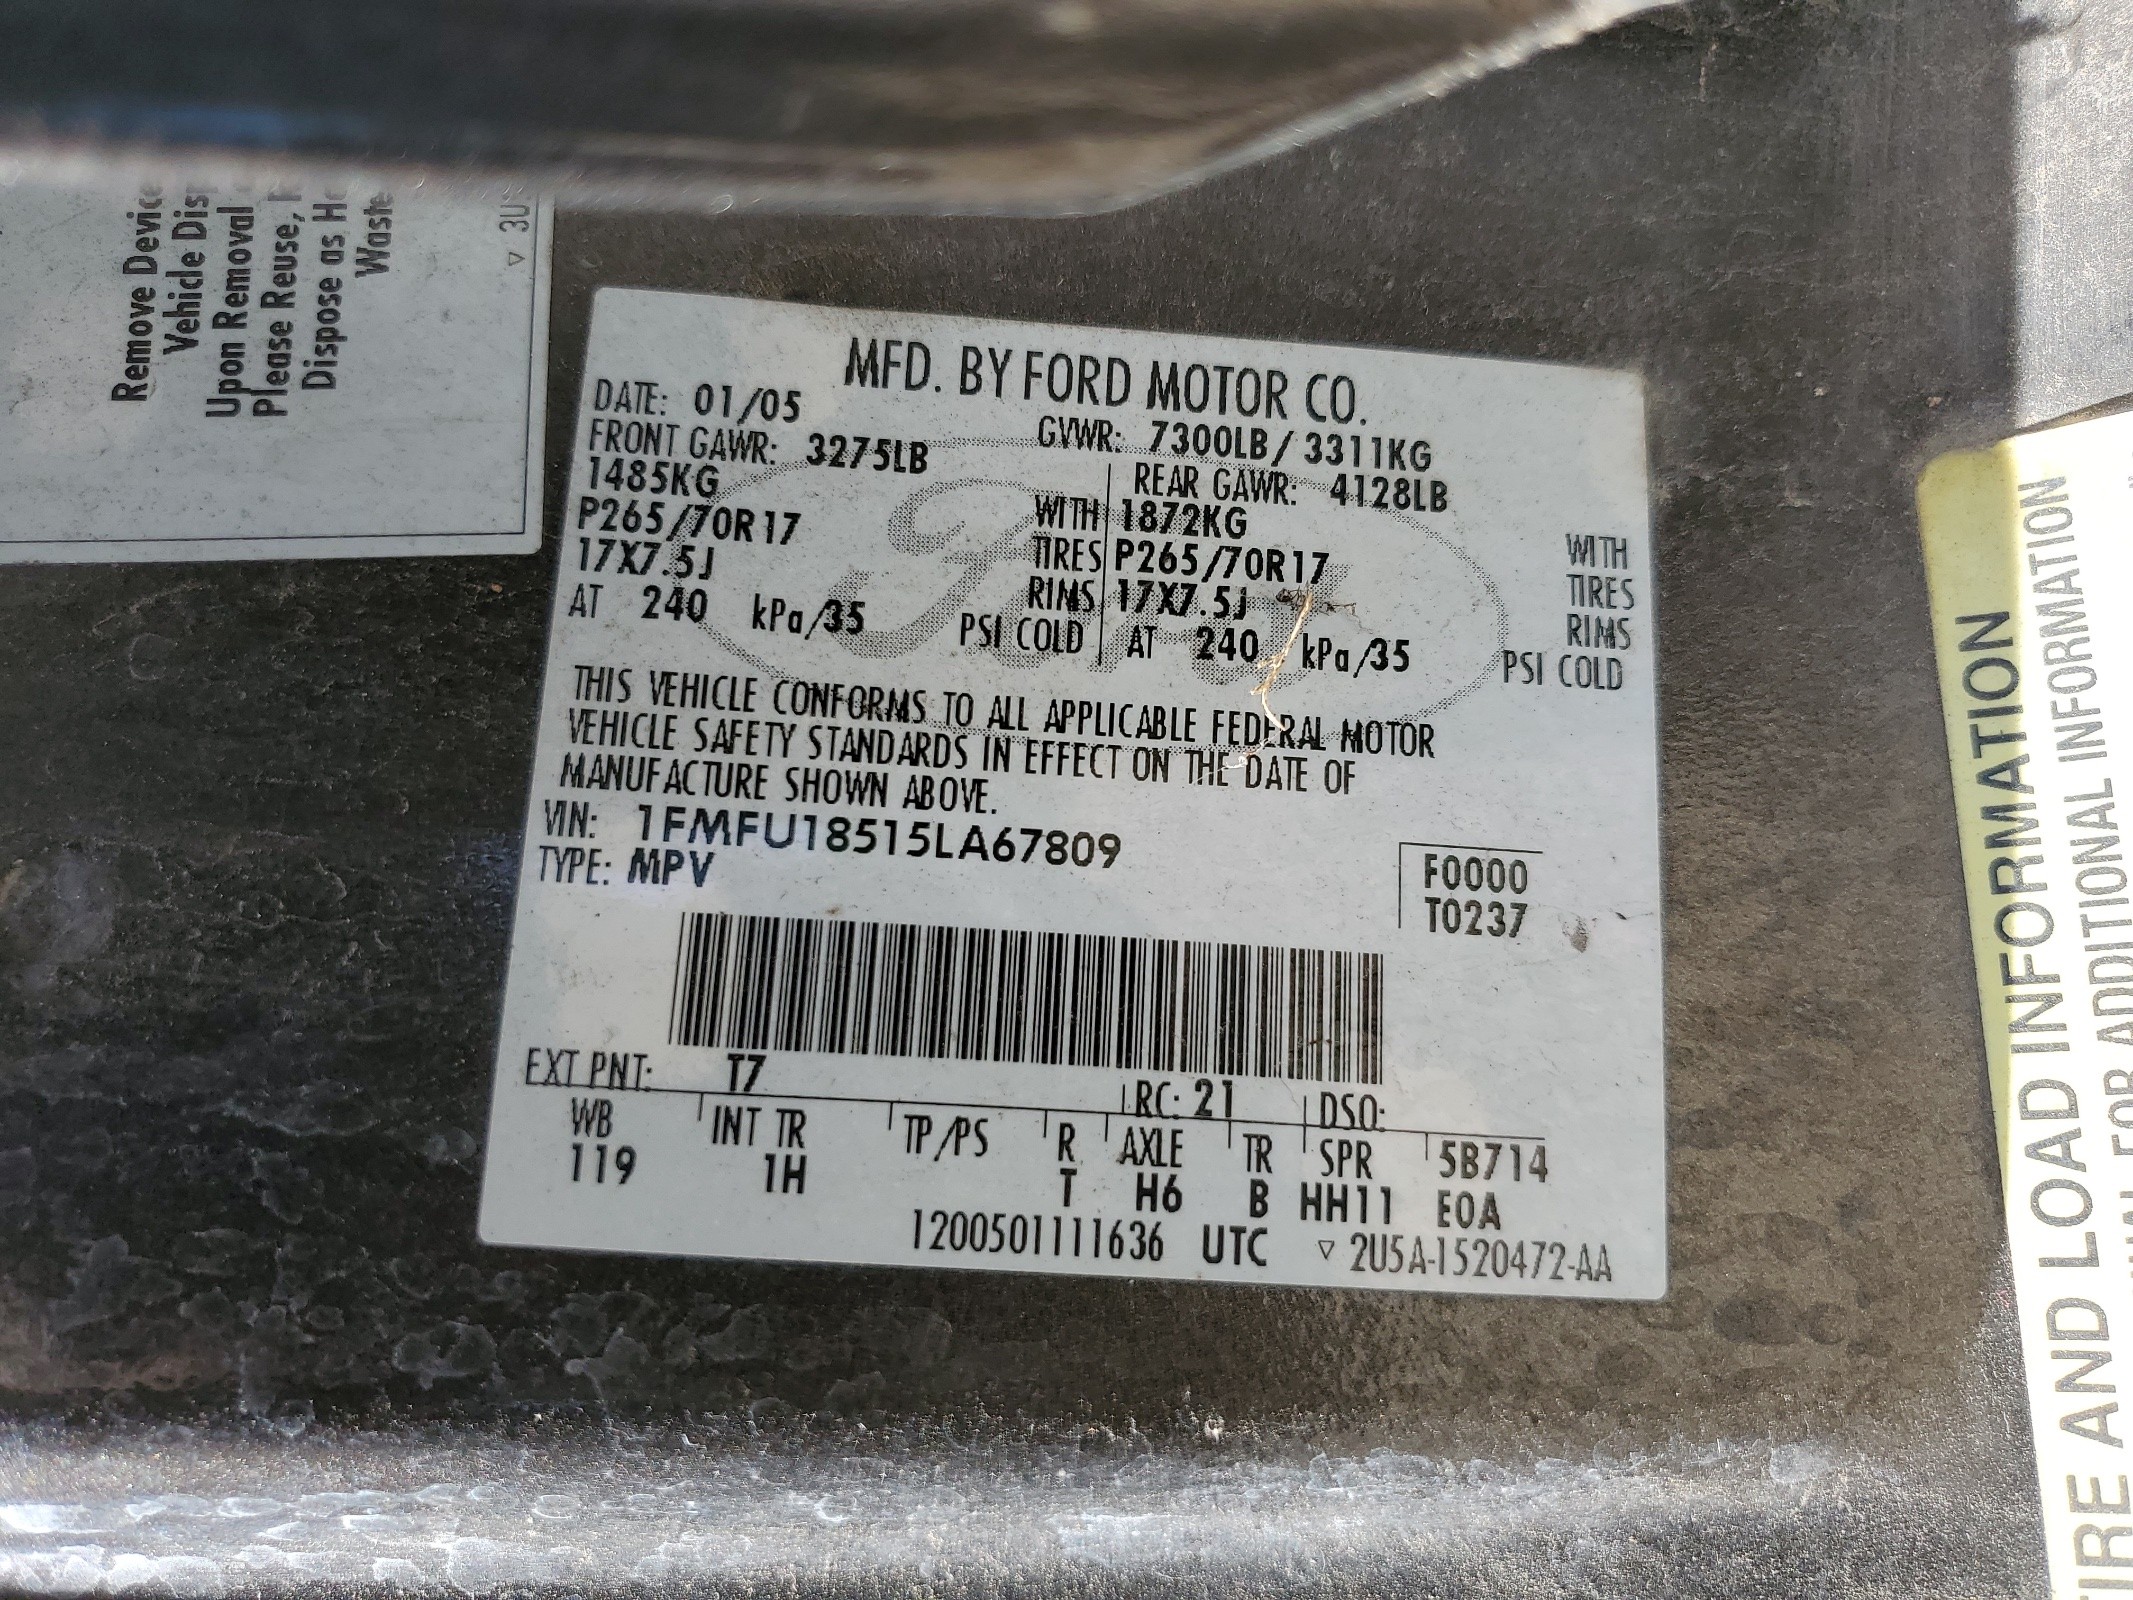 Remove Device
Vehicle Dis
Upon Removal
Please Reuse,
Dispose as
Waste
▽ 3U
MFD. BY FORD MOTOR CO.
DATE: 01/05 GVWR: 7300LB/3311KG
FRONT GAWR: 3275LB REAR GAWR: 4128LB
1485KG WITH 1872KG WITH
P265/70R17 TIRES P265/70R17 TIRES
17X7.5J RIMS 17X7.5J RIMS
AT 240 kPa/35 PSI COLD AT 240 kPa/35 PSI COLD
THIS VEHICLE CONFORMS TO ALL APPLICABLE FEDERAL MOTOR
VEHICLE SAFETY STANDARDS IN EFFECT ON THE DATE OF
MANUFACTURE SHOWN ABOVE.
VIN: 1FMFU18515LA67809
TYPE: MPV
F0000
T0237
EXT PNT: T7 RC: 21 DSO:
WB INT TR TP/PS R AXLE TR SPR 5B714
119 1H T H6 B HH11 E0A
1200501111636 UTC ▽ 2U5A-1520472-AA
TIRE AND LOAD INFORMATION
FOR ADDITIONAL INFORMATION